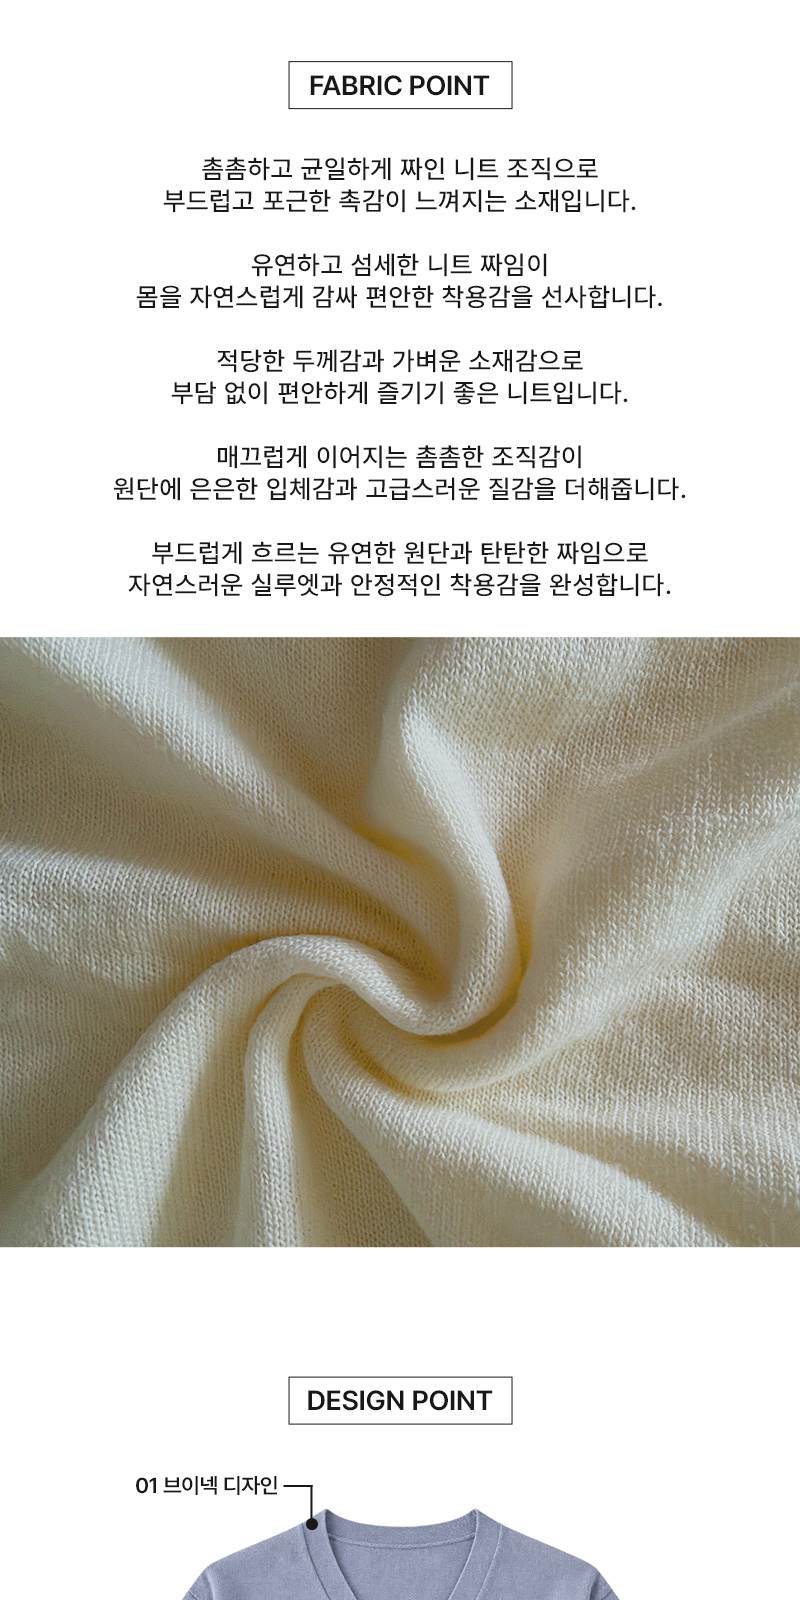 FABRIC POINT
촘촘하고 균일하게 짜인 니트 조직으로
부드럽고 포근한 촉감이 느껴지는 소재입니다.
유연하고 섬세한 니트 짜임이
몸을 자연스럽게 감싸 편안한 착용감을 선사합니다.
적당한 두께감과 가벼운 소재감으로
부담 없이 편안하게 즐기기 좋은 니트입니다.
매끄럽게 이어지는 촘촘한 조직감이
원단에 은은한 입체감과 고급스러운 질감을 더해줍니다.
부드럽게 흐르는 유연한 원단과 탄탄한 짜임으로
자연스러운 실루엣과 안정적인 착용감을 완성합니다.
DESIGN POINT
01 브이넥 디자인